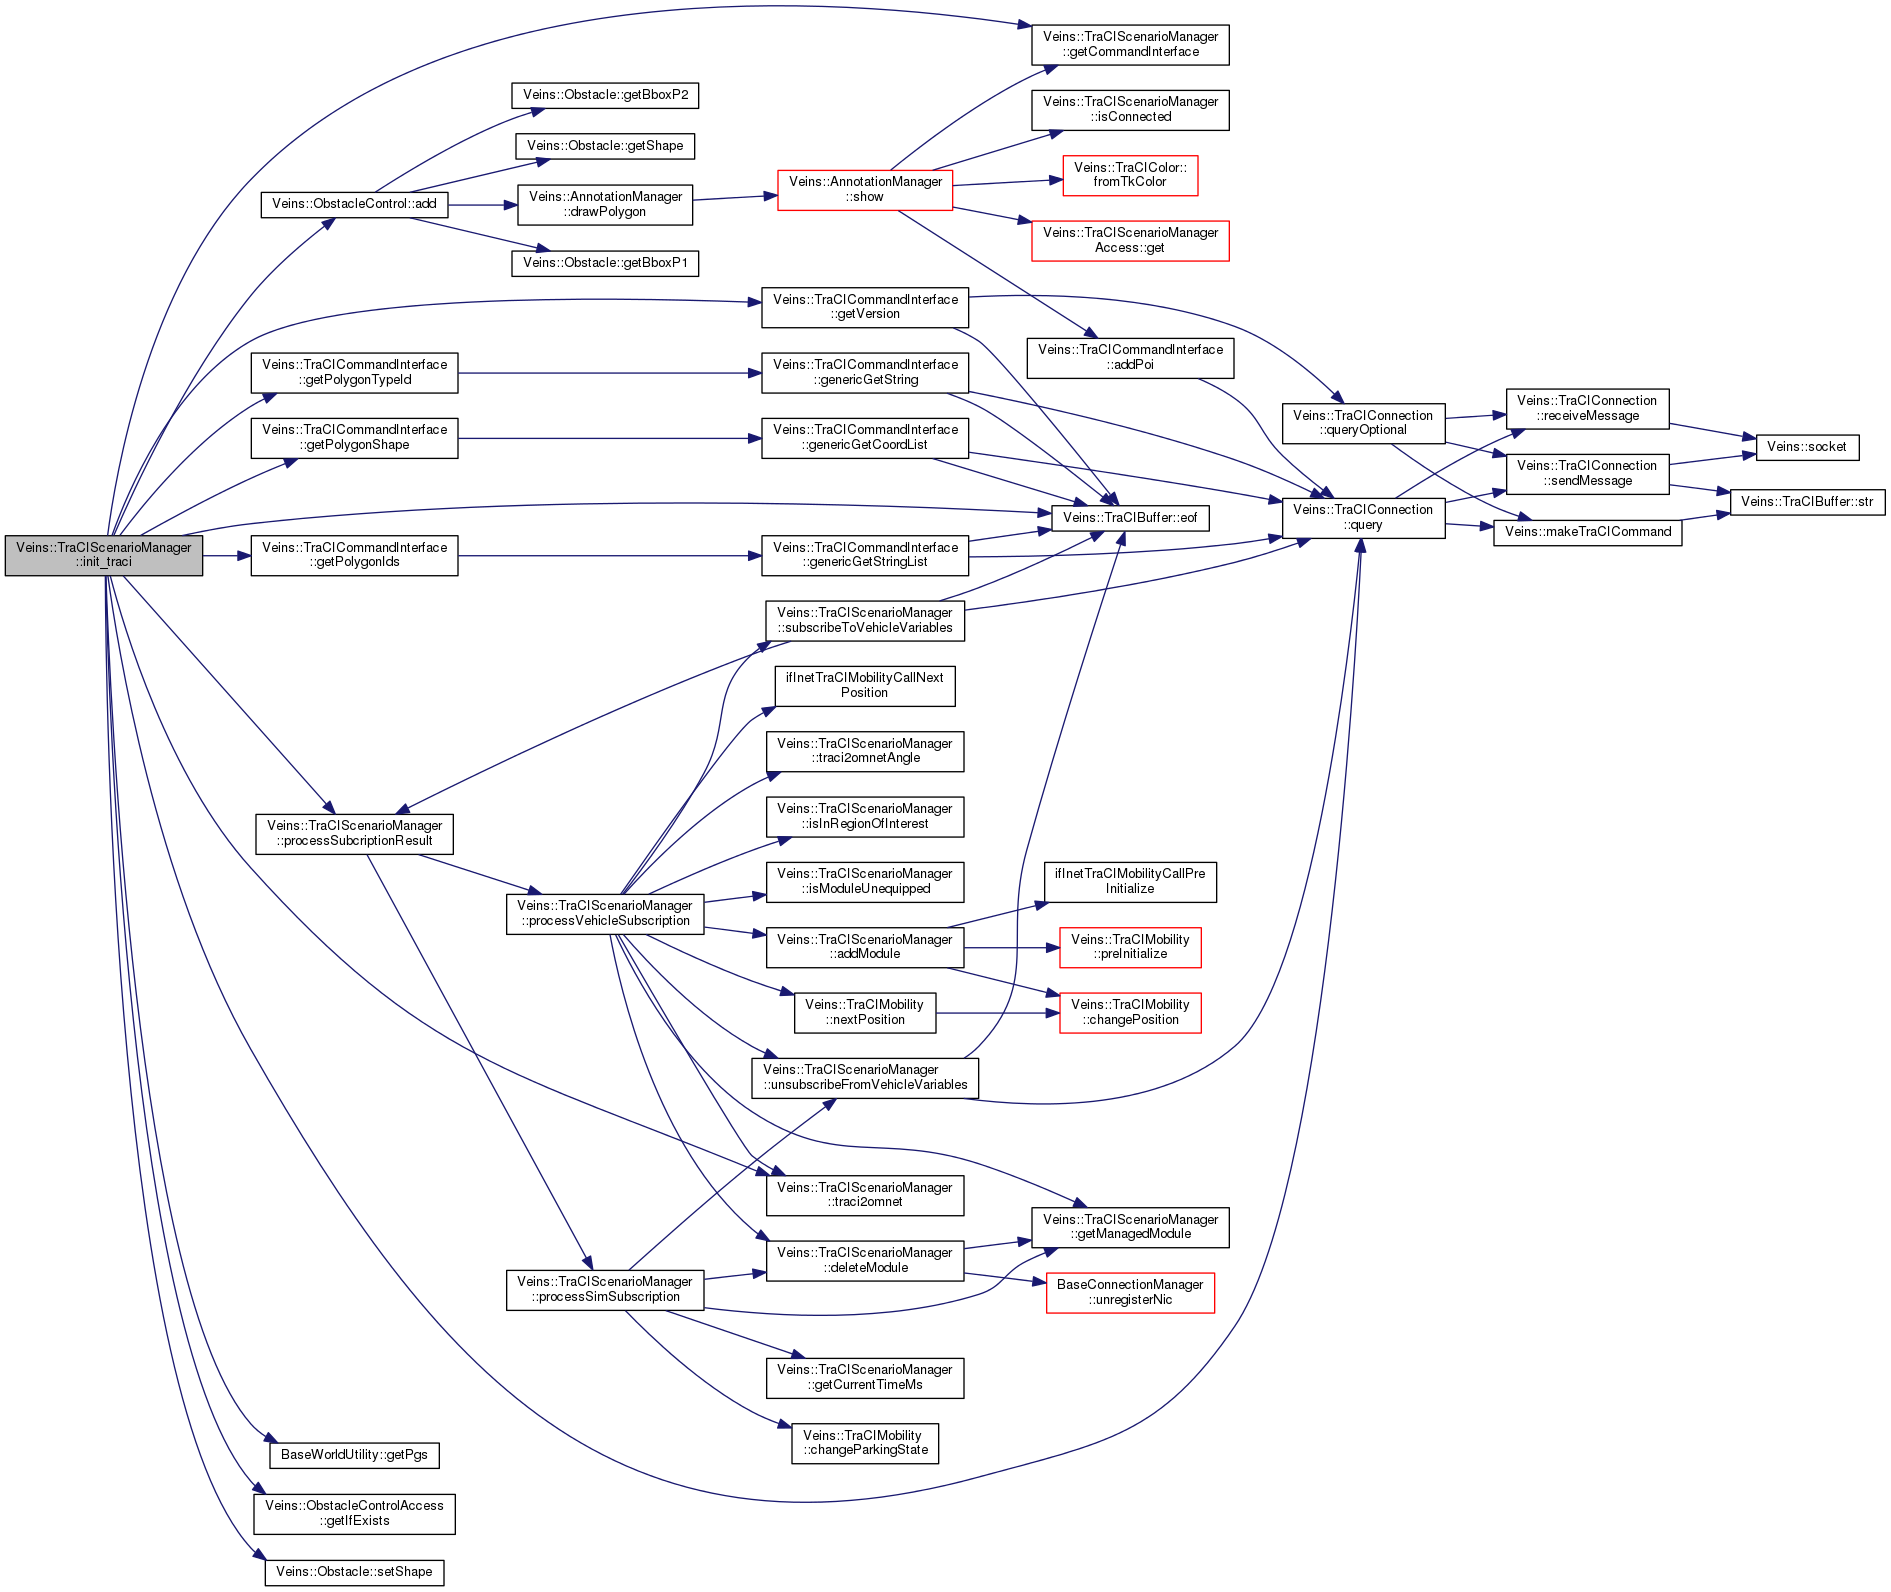 Veins::TraCIScenarioManager
::init_traci
Veins::ObstacleControl::add
Veins::TraCICommandInterface
::getPolygonTypeId
Veins::TraCICommandInterface
::getPolygonShape
Veins::TraCICommandInterface
::getPolygonIds
Veins::TraCIScenarioManager
::processSubcriptionResult
BaseWorldUtility::getPgs
Veins::ObstacleControlAccess
::getIfExists
Veins::Obstacle::setShape
Veins::Obstacle::getBboxP2
Veins::Obstacle::getShape
Veins::AnnotationManager
::drawPolygon
Veins::Obstacle::getBboxP1
Veins::TraCIScenarioManager
::processVehicleSubscription
Veins::TraCIScenarioManager
::processSimSubscription
Veins::AnnotationManager
::show
Veins::TraCICommandInterface
::getVersion
Veins::TraCICommandInterface
::genericGetString
Veins::TraCICommandInterface
::genericGetCoordList
Veins::TraCICommandInterface
::genericGetStringList
Veins::TraCIScenarioManager
::subscribeToVehicleVariables
ifInetTraCIMobilityCallNext
Position
Veins::TraCIScenarioManager
::traci2omnetAngle
Veins::TraCIScenarioManager
::isInRegionOfInterest
Veins::TraCIScenarioManager
::isModuleUnequipped
Veins::TraCIScenarioManager
::addModule
Veins::TraCIMobility
::nextPosition
Veins::TraCIScenarioManager
::unsubscribeFromVehicleVariables
Veins::TraCIScenarioManager
::traci2omnet
Veins::TraCIScenarioManager
::deleteModule
Veins::TraCIScenarioManager
::getCurrentTimeMs
Veins::TraCIMobility
::changeParkingState
Veins::TraCIScenarioManager
::getCommandInterface
Veins::TraCIScenarioManager
::isConnected
Veins::TraCIColor::
fromTkColor
Veins::TraCIScenarioManager
Access::get
Veins::TraCICommandInterface
::addPoi
Veins::TraCIBuffer::eof
ifInetTraCIMobilityCallPre
Initialize
Veins::TraCIMobility
::preInitialize
Veins::TraCIMobility
::changePosition
Veins::TraCIScenarioManager
::getManagedModule
BaseConnectionManager
::unregisterNic
Veins::TraCIConnection
::queryOptional
Veins::TraCIConnection
::query
Veins::TraCIConnection
::receiveMessage
Veins::TraCIConnection
::sendMessage
Veins::makeTraCICommand
Veins::socket
Veins::TraCIBuffer::str